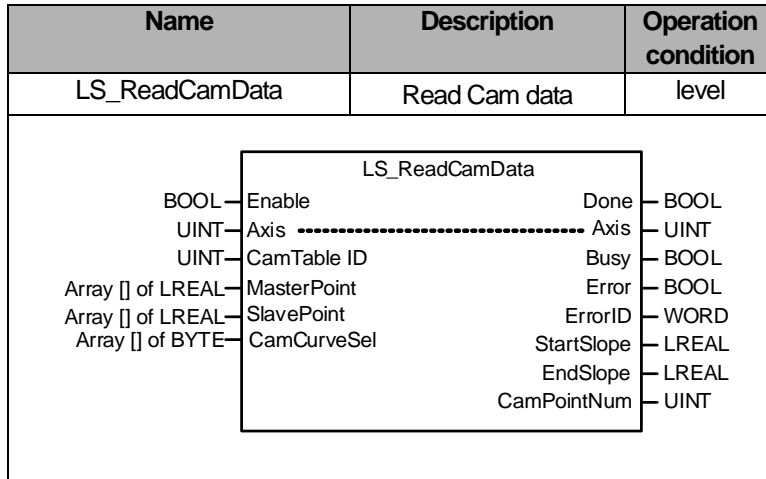 Name Description Operation condition
LS_ReadCamData Read Cam data level
LS_ReadCamData
BOOL Enable Done BOOL
UINT Axis Axis UINT
UINT CamTable ID Busy BOOL
Array [] of LREAL MasterPoint Error BOOL
Array [] of LREAL SlavePoint ErrorID WORD
Array [] of BYTE CamCurveSel StartSlope LREAL
EndSlope LREAL
CamPointNum UINT